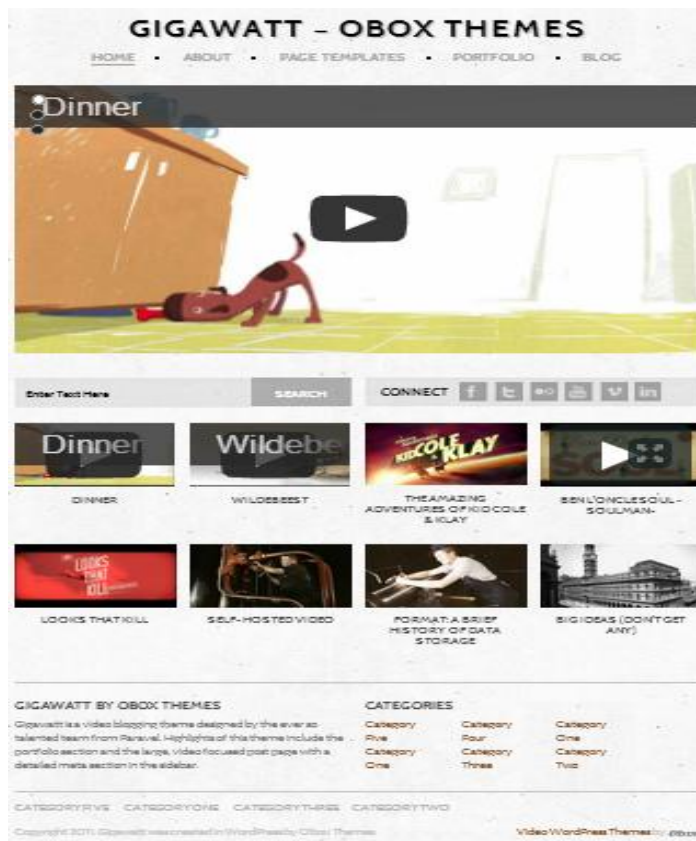 GIGAWATT – OBOX THEMES
HOME • ABOUT • PAGE TEMPLATES • PORTFOLIO • BLOG
Dinner
Enter Text Here
SEARCH
CONNECT
Dinner
Wildebe
KID COLE & KLAY
DINNER
WILDEBEEST
THE AMAZING
ADVENTURES OF KID COLE
& KLAY
BEN L'ONCLE SOUL -
SOULMAN-
LOOKS
THAT
KILL
LOOKS THAT KILL
SELF-HOSTED VIDEO
FORMAT: A BRIEF
HISTORY OF DATA
STORAGE
BIG IDEAS (DON'T GET
ANY)
GIGAWATT BY OBOX THEMES
Gigawatt is a video blogging theme designed by the ever so
talented team from Paravel. Highlights of this theme include the
portfolio section and the large, video focused post page with a
detailed meta section in the sidebar.
CATEGORIES
Category Five
Category Four
Category One
Category One
Category Three
Category Two
CATEGORY FIVE CATEGORY ONE CATEGORY THREE CATEGORY TWO
Copyright 2011. Gigawatt was created in WordPress by Obox Themes
Video WordPress Themes by obox